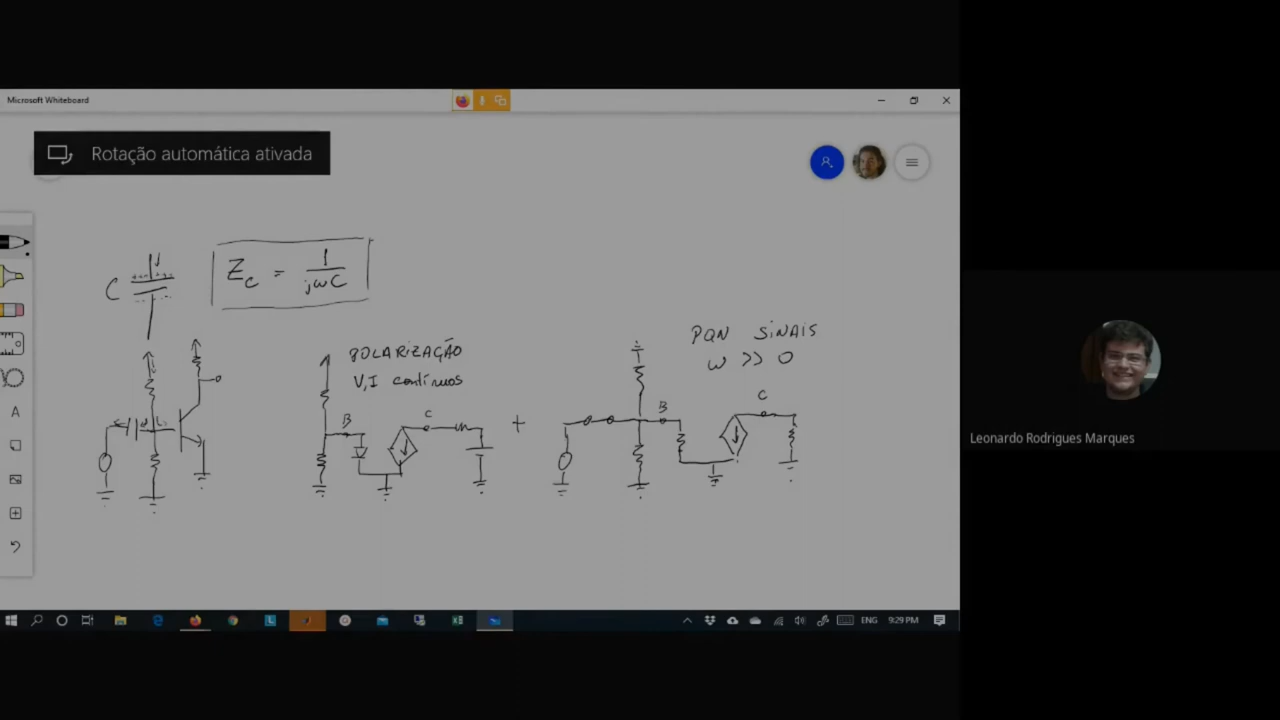 Microsoft Whiteboard
Rotação automática ativada
C
Zc = 1/jωC
POLARIZAÇÃO
V, I contínuos
B
C
+
PQN SINAIS
ω >> 0
B
C
A
Leonardo Rodrigues Marques
ENG
9:29 PM